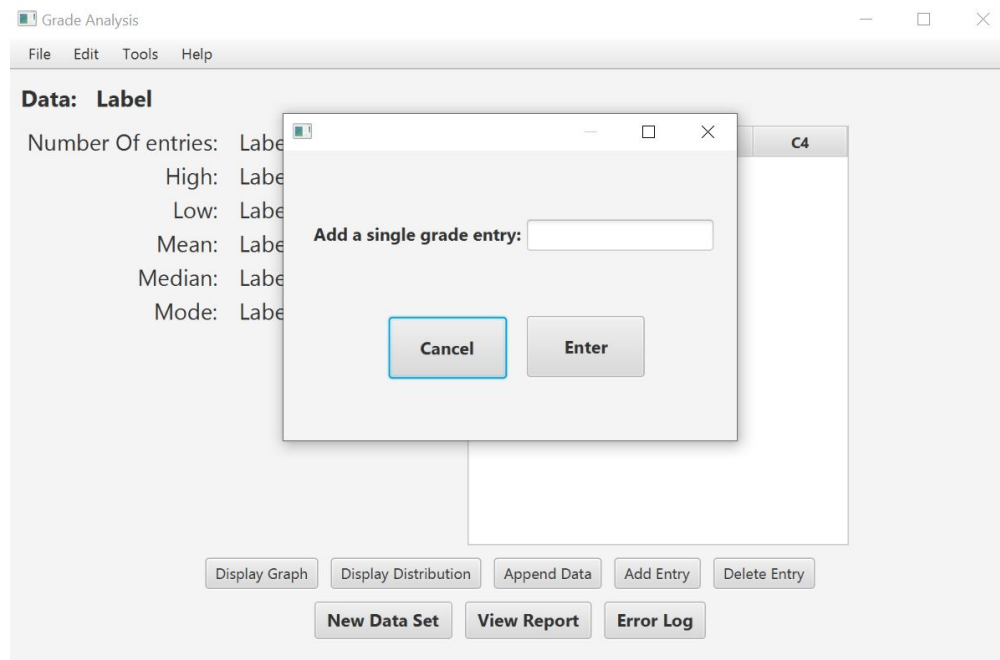 Grade Analysis
File Edit Tools Help
Data: Label
Number Of entries: Labe
High: Labe
Low: Labe
Mean: Labe
Median: Labe
Mode: Labe
C4
Add a single grade entry:
Cancel Enter
Display Graph Display Distribution Append Data Add Entry Delete Entry
New Data Set View Report Error Log